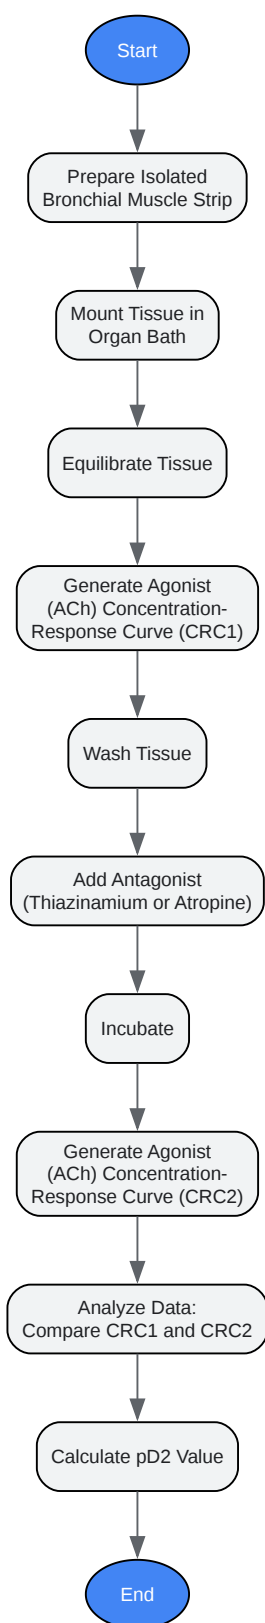 Start
Prepare Isolated
Bronchial Muscle Strip
Mount Tissue in
Organ Bath
Equilibrate Tissue
Generate Agonist
(ACh) Concentration-
Response Curve (CRC1)
Wash Tissue
Add Antagonist
(Thiazinamium or Atropine)
Incubate
Generate Agonist
(ACh) Concentration-
Response Curve (CRC2)
Analyze Data:
Compare CRC1 and CRC2
Calculate pD2 Value
End